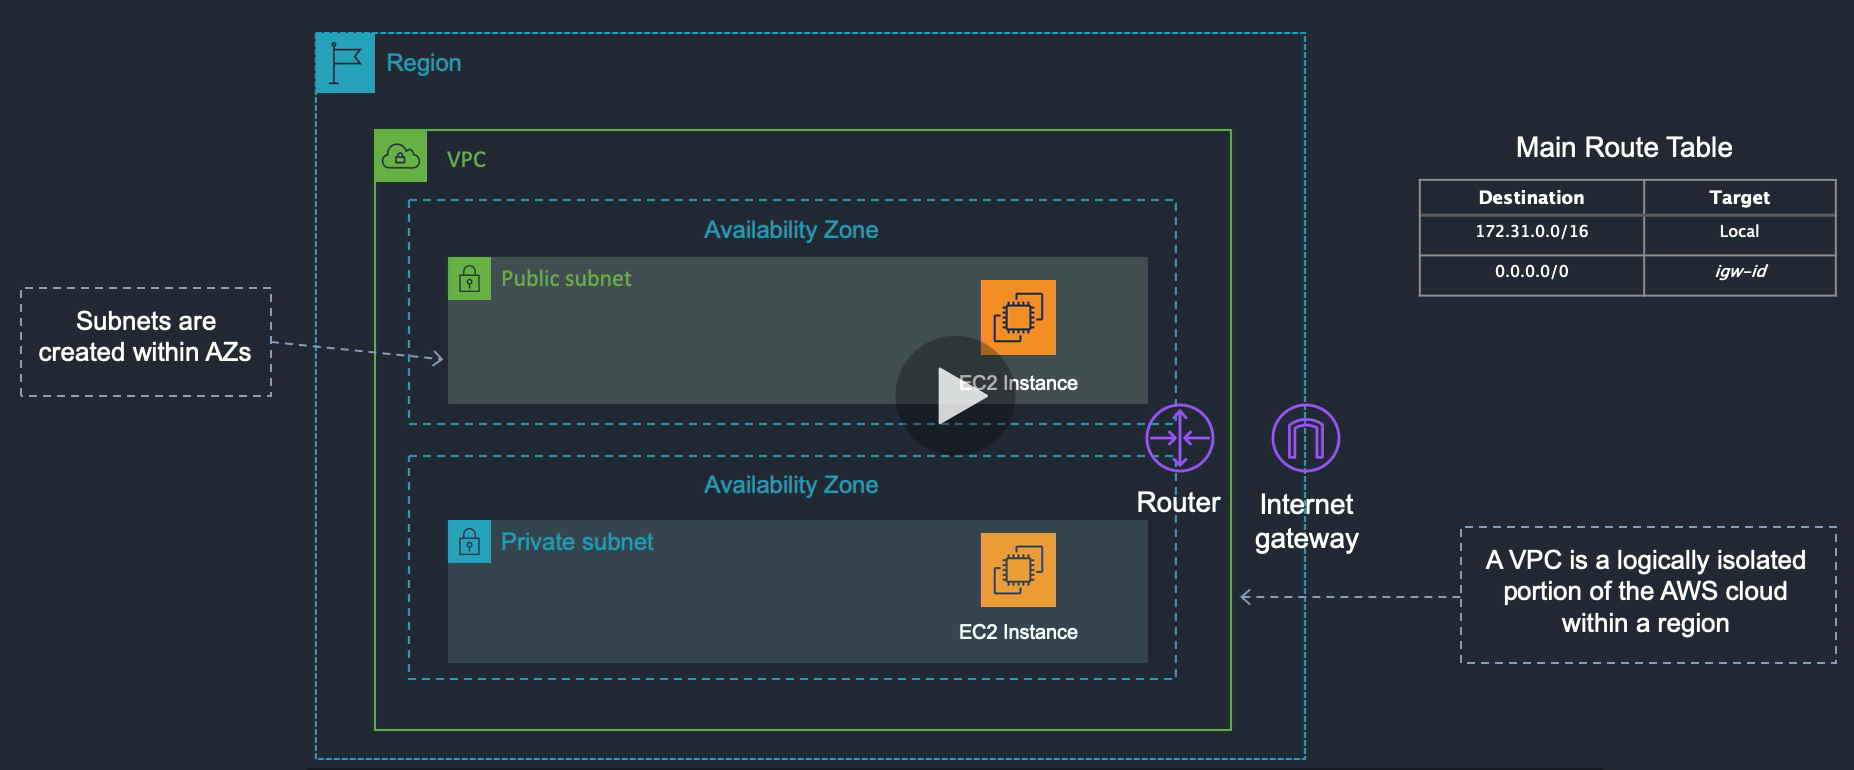 Region
VPC
Availability Zone
Public subnet
EC2 Instance
Availability Zone
Private subnet
EC2 Instance
Subnets are
created within AZs
Router
Internet
gateway
Main Route Table
Destination Target
172.31.0.0/16 Local
0.0.0.0/0 igw-id
A VPC is a logically isolated
portion of the AWS cloud
within a region